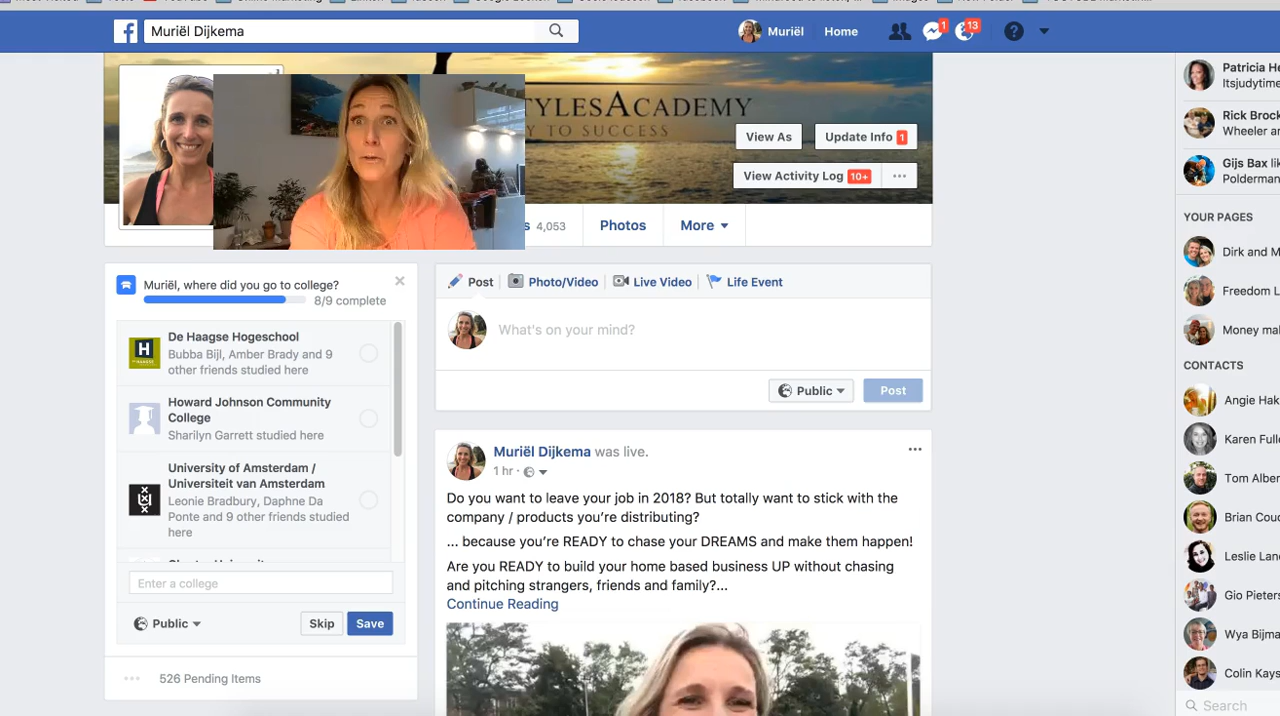 Muriël Dijkema
Muriël
Home
1
13
STYLESACADEMY
TO SUCCESS
View As
Update Info 1
View Activity Log 10+
4,053
Photos
More
Muriël, where did you go to college?
8/9 complete
De Haagse Hogeschool
Bubba Bijl, Amber Brady and 9
other friends studied here
Howard Johnson Community
College
Sharilyn Garrett studied here
University of Amsterdam /
Universiteit van Amsterdam
Leonie Bradbury, Daphne Da
Ponte and 9 other friends studied
here
Enter a college
Public
Skip
Save
526 Pending Items
Post
Photo/Video
Live Video
Life Event
What's on your mind?
Public
Post
Muriël Dijkema was live.
1 hr
Do you want to leave your job in 2018? But totally want to stick with the
company / products you're distributing?
... because you're READY to chase your DREAMS and make them happen!
Are you READY to build your home based business UP without chasing
and pitching strangers, friends and family?...
Continue Reading
Patricia He
Itsjudytime
Rick Brock
Wheeler an
Gijs Bax li
Polderman
YOUR PAGES
Dirk and M
Freedom L
Money mal
CONTACTS
Angie Hak
Karen Fulle
Tom Alber
Brian Coud
Leslie Land
Gio Pieters
Wya Bijma
Colin Kays
Search